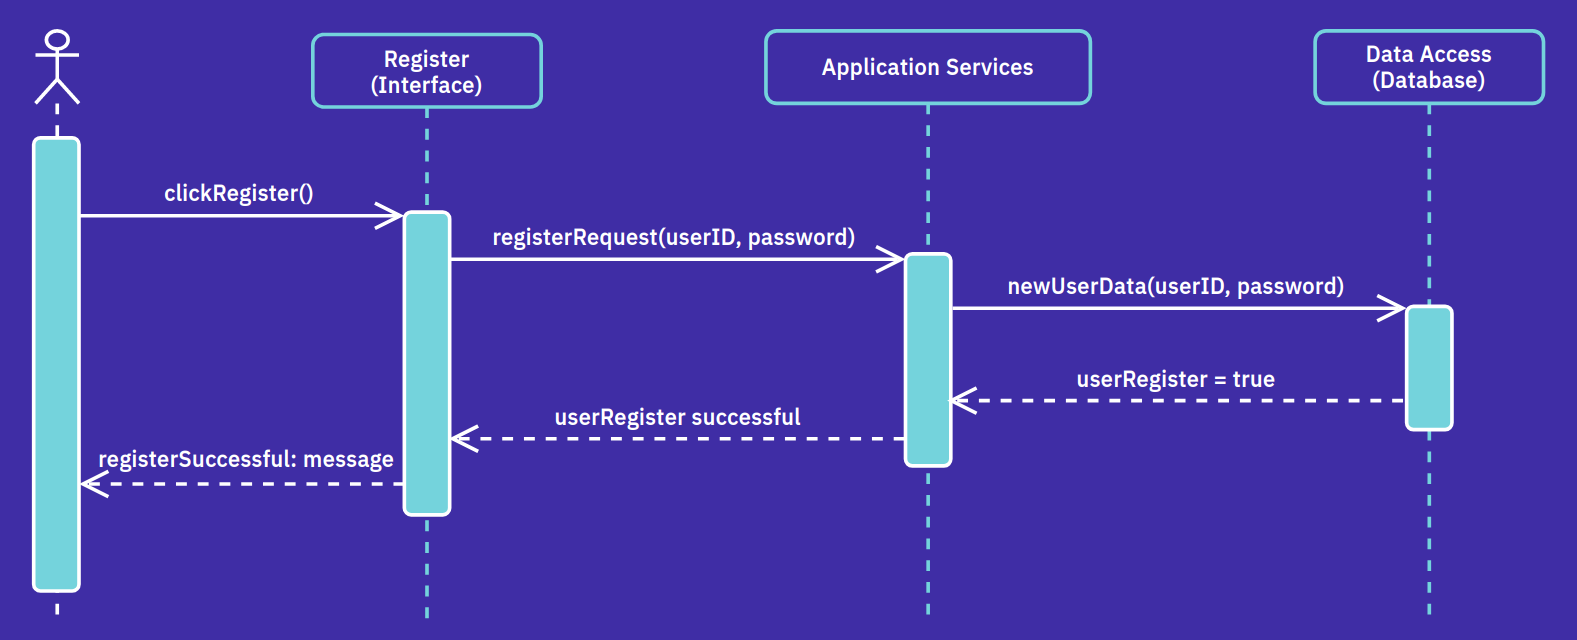 Register
(Interface)
Application Services
Data Access
(Database)
clickRegister()
registerRequest(userID, password)
newUserData(userID, password)
userRegister = true
userRegister successful
registerSuccessful: message